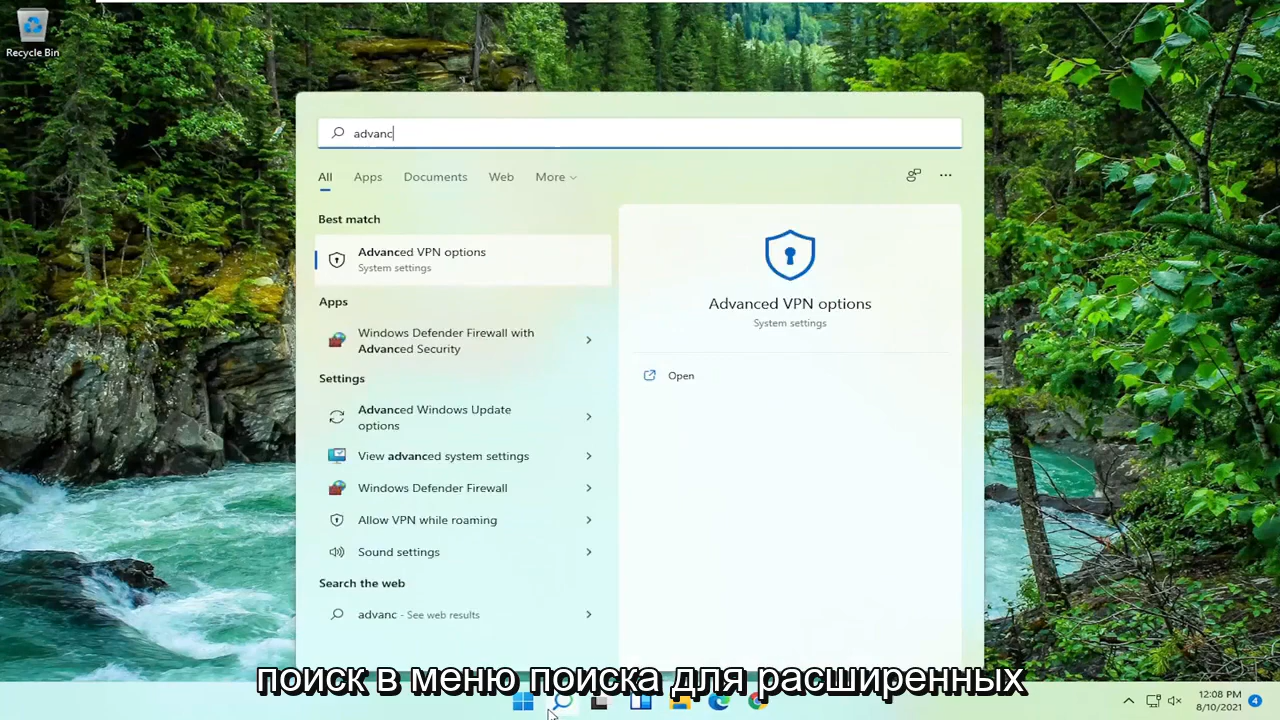 Recycle Bin
advanc
All Apps Documents Web More
Best match
Advanced VPN options
System settings
Apps
Windows Defender Firewall with
Advanced Security
Settings
Advanced Windows Update
options
View advanced system settings
Windows Defender Firewall
Allow VPN while roaming
Sound settings
Search the web
advanc - See web results
Advanced VPN options
System settings
Open
поиск в меню поиска для расширенных
12:08 PM
8/10/2021
4